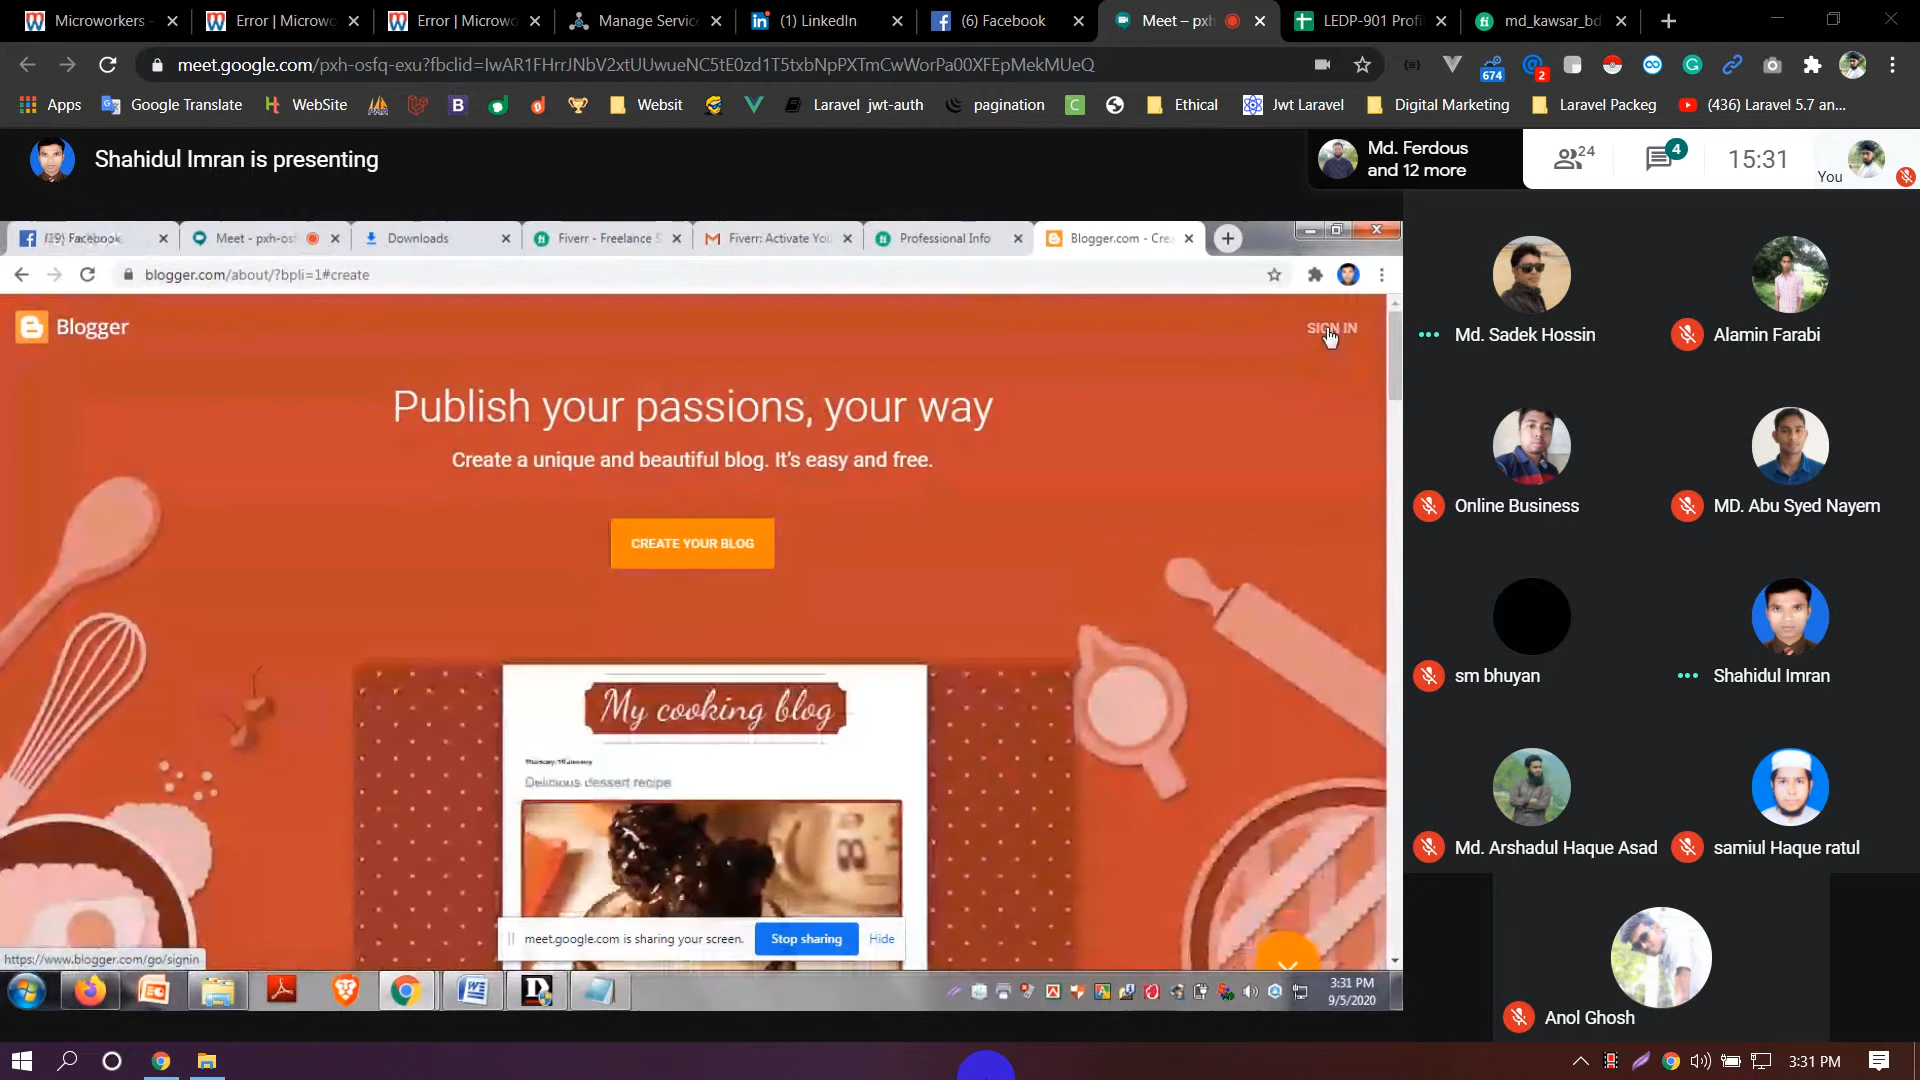 Microworkers -
Error | Microwo
Error | Microwo
Manage Servic
(1) LinkedIn
(6) Facebook
Meet – pxh
LEDP-901 Profi
md_kawsar_bd
meet.google.com/pxh-osfq-exu?fbclid=IwAR1FHrrJNbV2xtUUwueNC5tE0zd1T5txbNpPXTmCwWorPa00XFEpMekMUeQ
674
2
Apps
Google Translate
WebSite
Websit
Laravel jwt-auth
pagination
Ethical
Jwt Laravel
Digital Marketing
Laravel Packeg
(436) Laravel 5.7 an...
Shahidul Imran is presenting
Md. Ferdous
and 12 more
24
4
15:31
You
Facebook
Meet - pxh-osf
Downloads
Fiverr - Freelance S
Fiverr: Activate You
Professional Info
Blogger.com - Crea
blogger.com/about/?bpli=1#create
Blogger
SIGN IN
Publish your passions, your way
Create a unique and beautiful blog. It's easy and free.
CREATE YOUR BLOG
My cooking blog
Delicious dessert recipe
meet.google.com is sharing your screen.
Stop sharing
Hide
https://www.blogger.com/go/signin
3:31 PM
9/5/2020
Md. Sadek Hossin
Alamin Farabi
Online Business
MD. Abu Syed Nayem
sm bhuyan
Shahidul Imran
Md. Arshadul Haque Asad
samiul Haque ratul
Anol Ghosh
3:31 PM